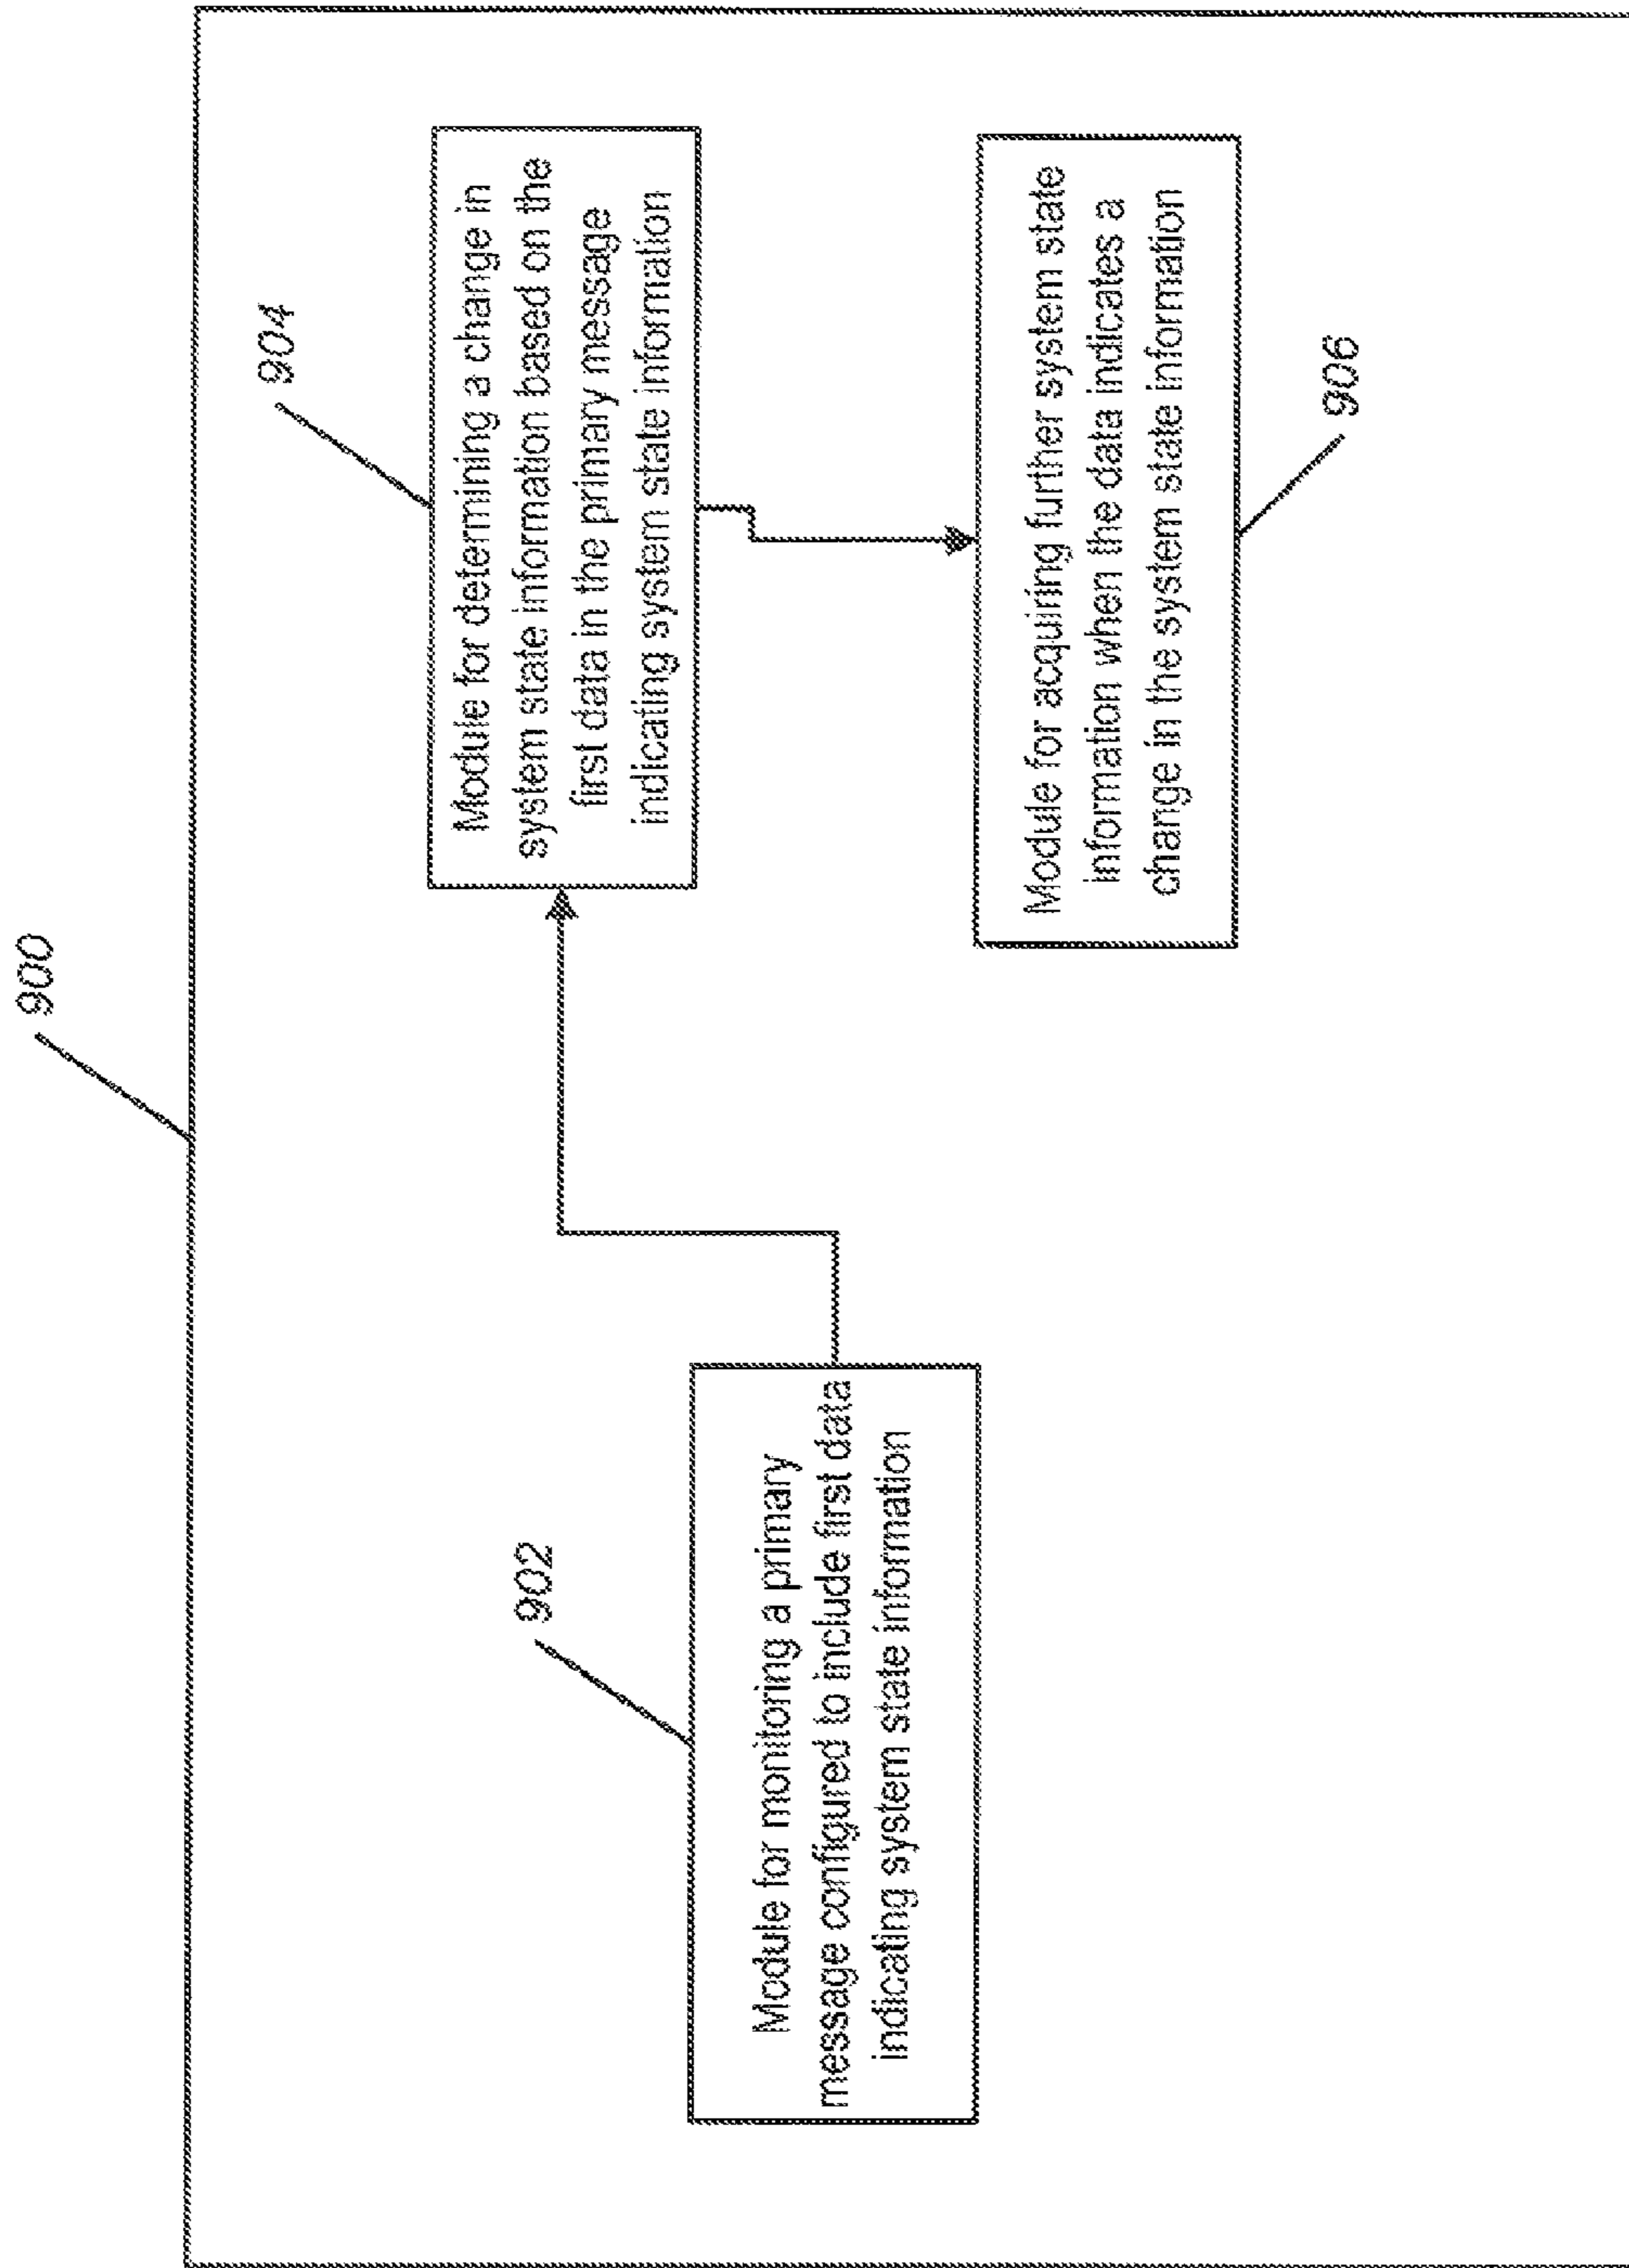 900
902
Module for monitoring a primary
message configured to include first data
indicating system state information
904
Module for determining a change in
system state information based on the
first data in the primary message
indicating system state information
Module for acquiring further system state
information when the data indicates a
change in the system state information
906